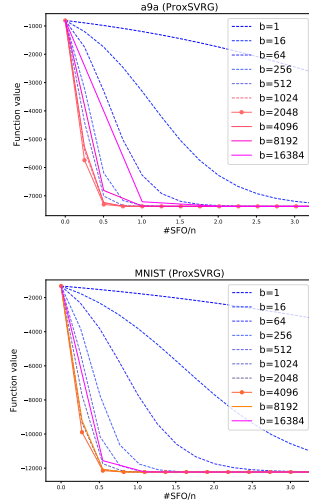 a9a (ProxSVRG)
Function value
−1000
−2000
−3000
−4000
−5000
−6000
−7000
b=1
b=16
b=64
b=256
b=512
b=1024
b=2048
b=4096
b=8192
b=16384
0.0 0.5 1.0 1.5 2.0 2.5 3.0
#SFO/n
MNIST (ProxSVRG)
Function value
−2000
−4000
−6000
−8000
−10000
−12000
b=1
b=16
b=64
b=256
b=512
b=1024
b=2048
b=4096
b=8192
b=16384
0.0 0.5 1.0 1.5 2.0 2.5 3.0
#SFO/n